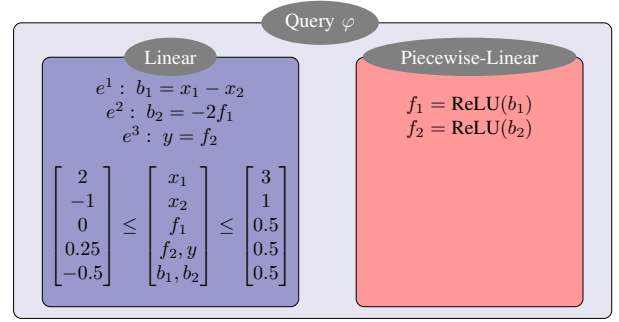 Query φ
Linear
e¹ : b₁ = x₁ − x₂
e² : b₂ = −2f₁
e³ : y = f₂
[2] ≤ [x₁] ≤ [3]
[−1] ≤ [x₂] ≤ [1]
[0] ≤ [f₁] ≤ [0.5]
[0.25] ≤ [f₂, y] ≤ [0.5]
[−0.5] ≤ [b₁, b₂] ≤ [0.5]
Piecewise-Linear
f₁ = ReLU(b₁)
f₂ = ReLU(b₂)